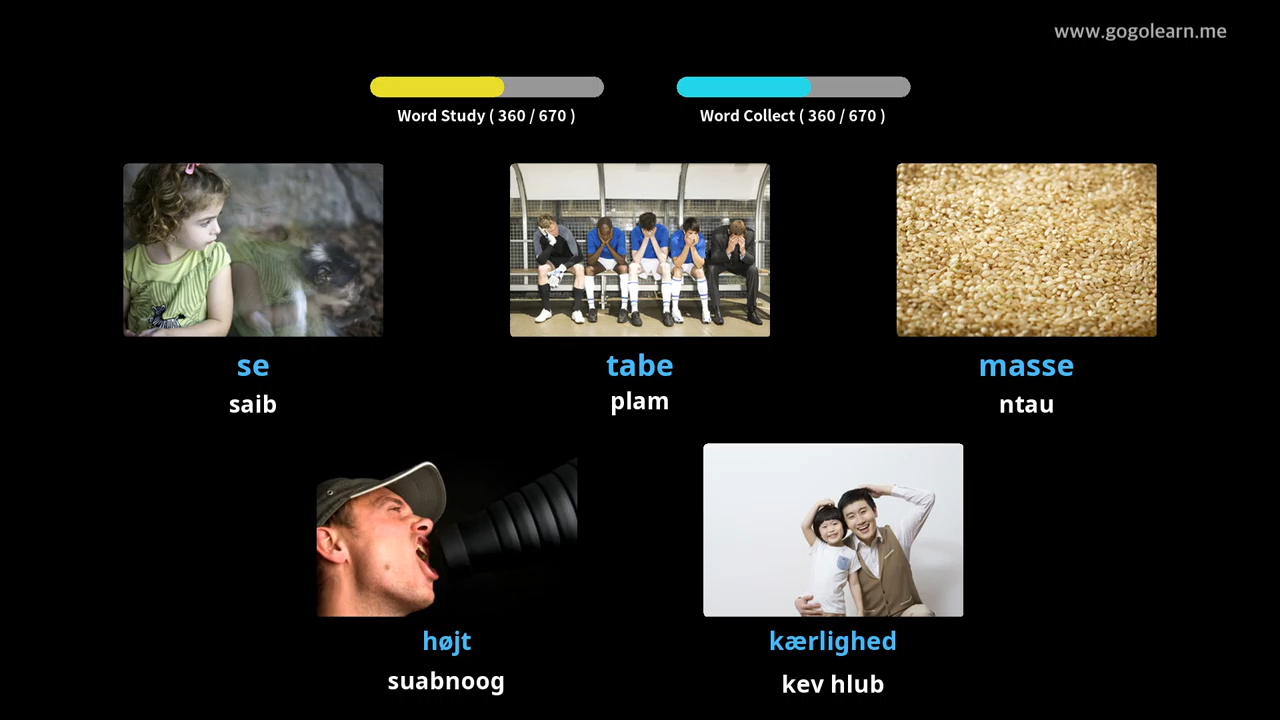 www.gogolearn.me
Word Study ( 360 / 670 )
Word Collect ( 360 / 670 )
se
saib
tabe
plam
masse
ntau
højt
suabnoog
kærlighed
kev hlub